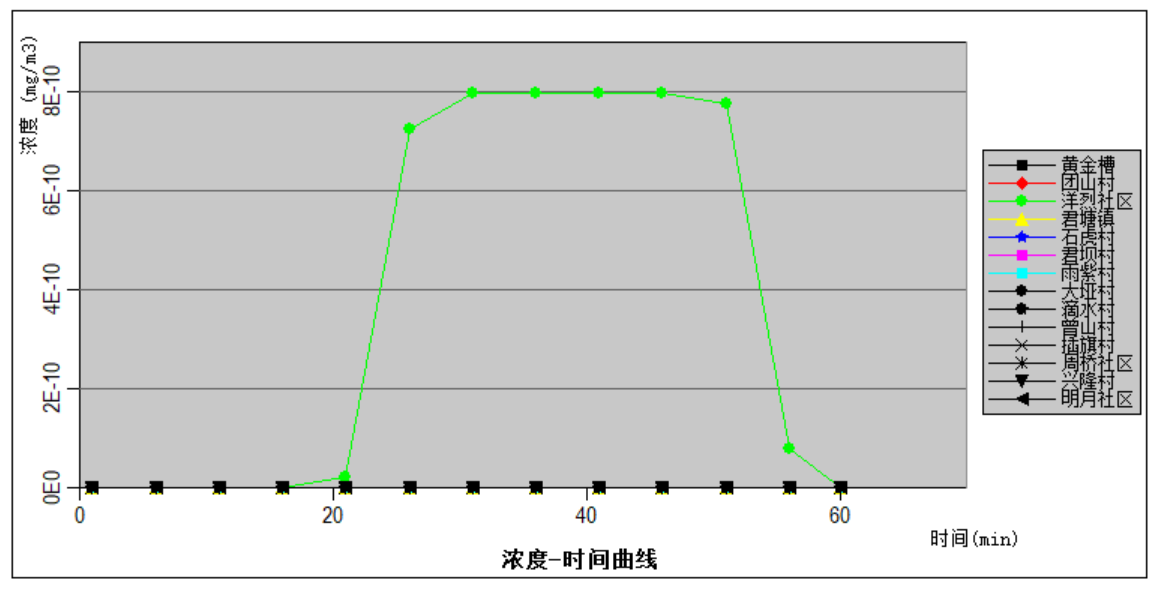 浓度 (mg/m3)
8E-10
6E-10
4E-10
2E-10
0E0
0 20 40 60
时间(min)
浓度-时间曲线
黄金槽
团山村
洋烈社区
君塘镇
石虎村
君坝村
雨紫村
大垭村
滴水村
曾山村
插旗村
周桥社区
兴隆村
明月社区